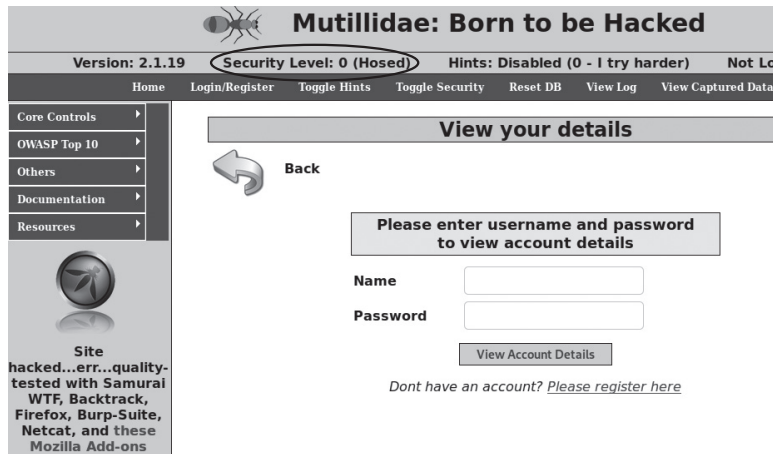 Mutillidae: Born to be Hacked
Version: 2.1.19 Security Level: 0 (Hosed) Hints: Disabled (0 - I try harder) Not Lo
Home Login/Register Toggle Hints Toggle Security Reset DB View Log View Captured Data
Core Controls
OWASP Top 10
Others
Documentation
Resources
View your details
Back
Please enter username and password
to view account details
Name
Password
View Account Details
Dont have an account? Please register here
Site
hacked...err...quality-
tested with Samurai
WTF, Backtrack,
Firefox, Burp-Suite,
Netcat, and these
Mozilla Add-ons